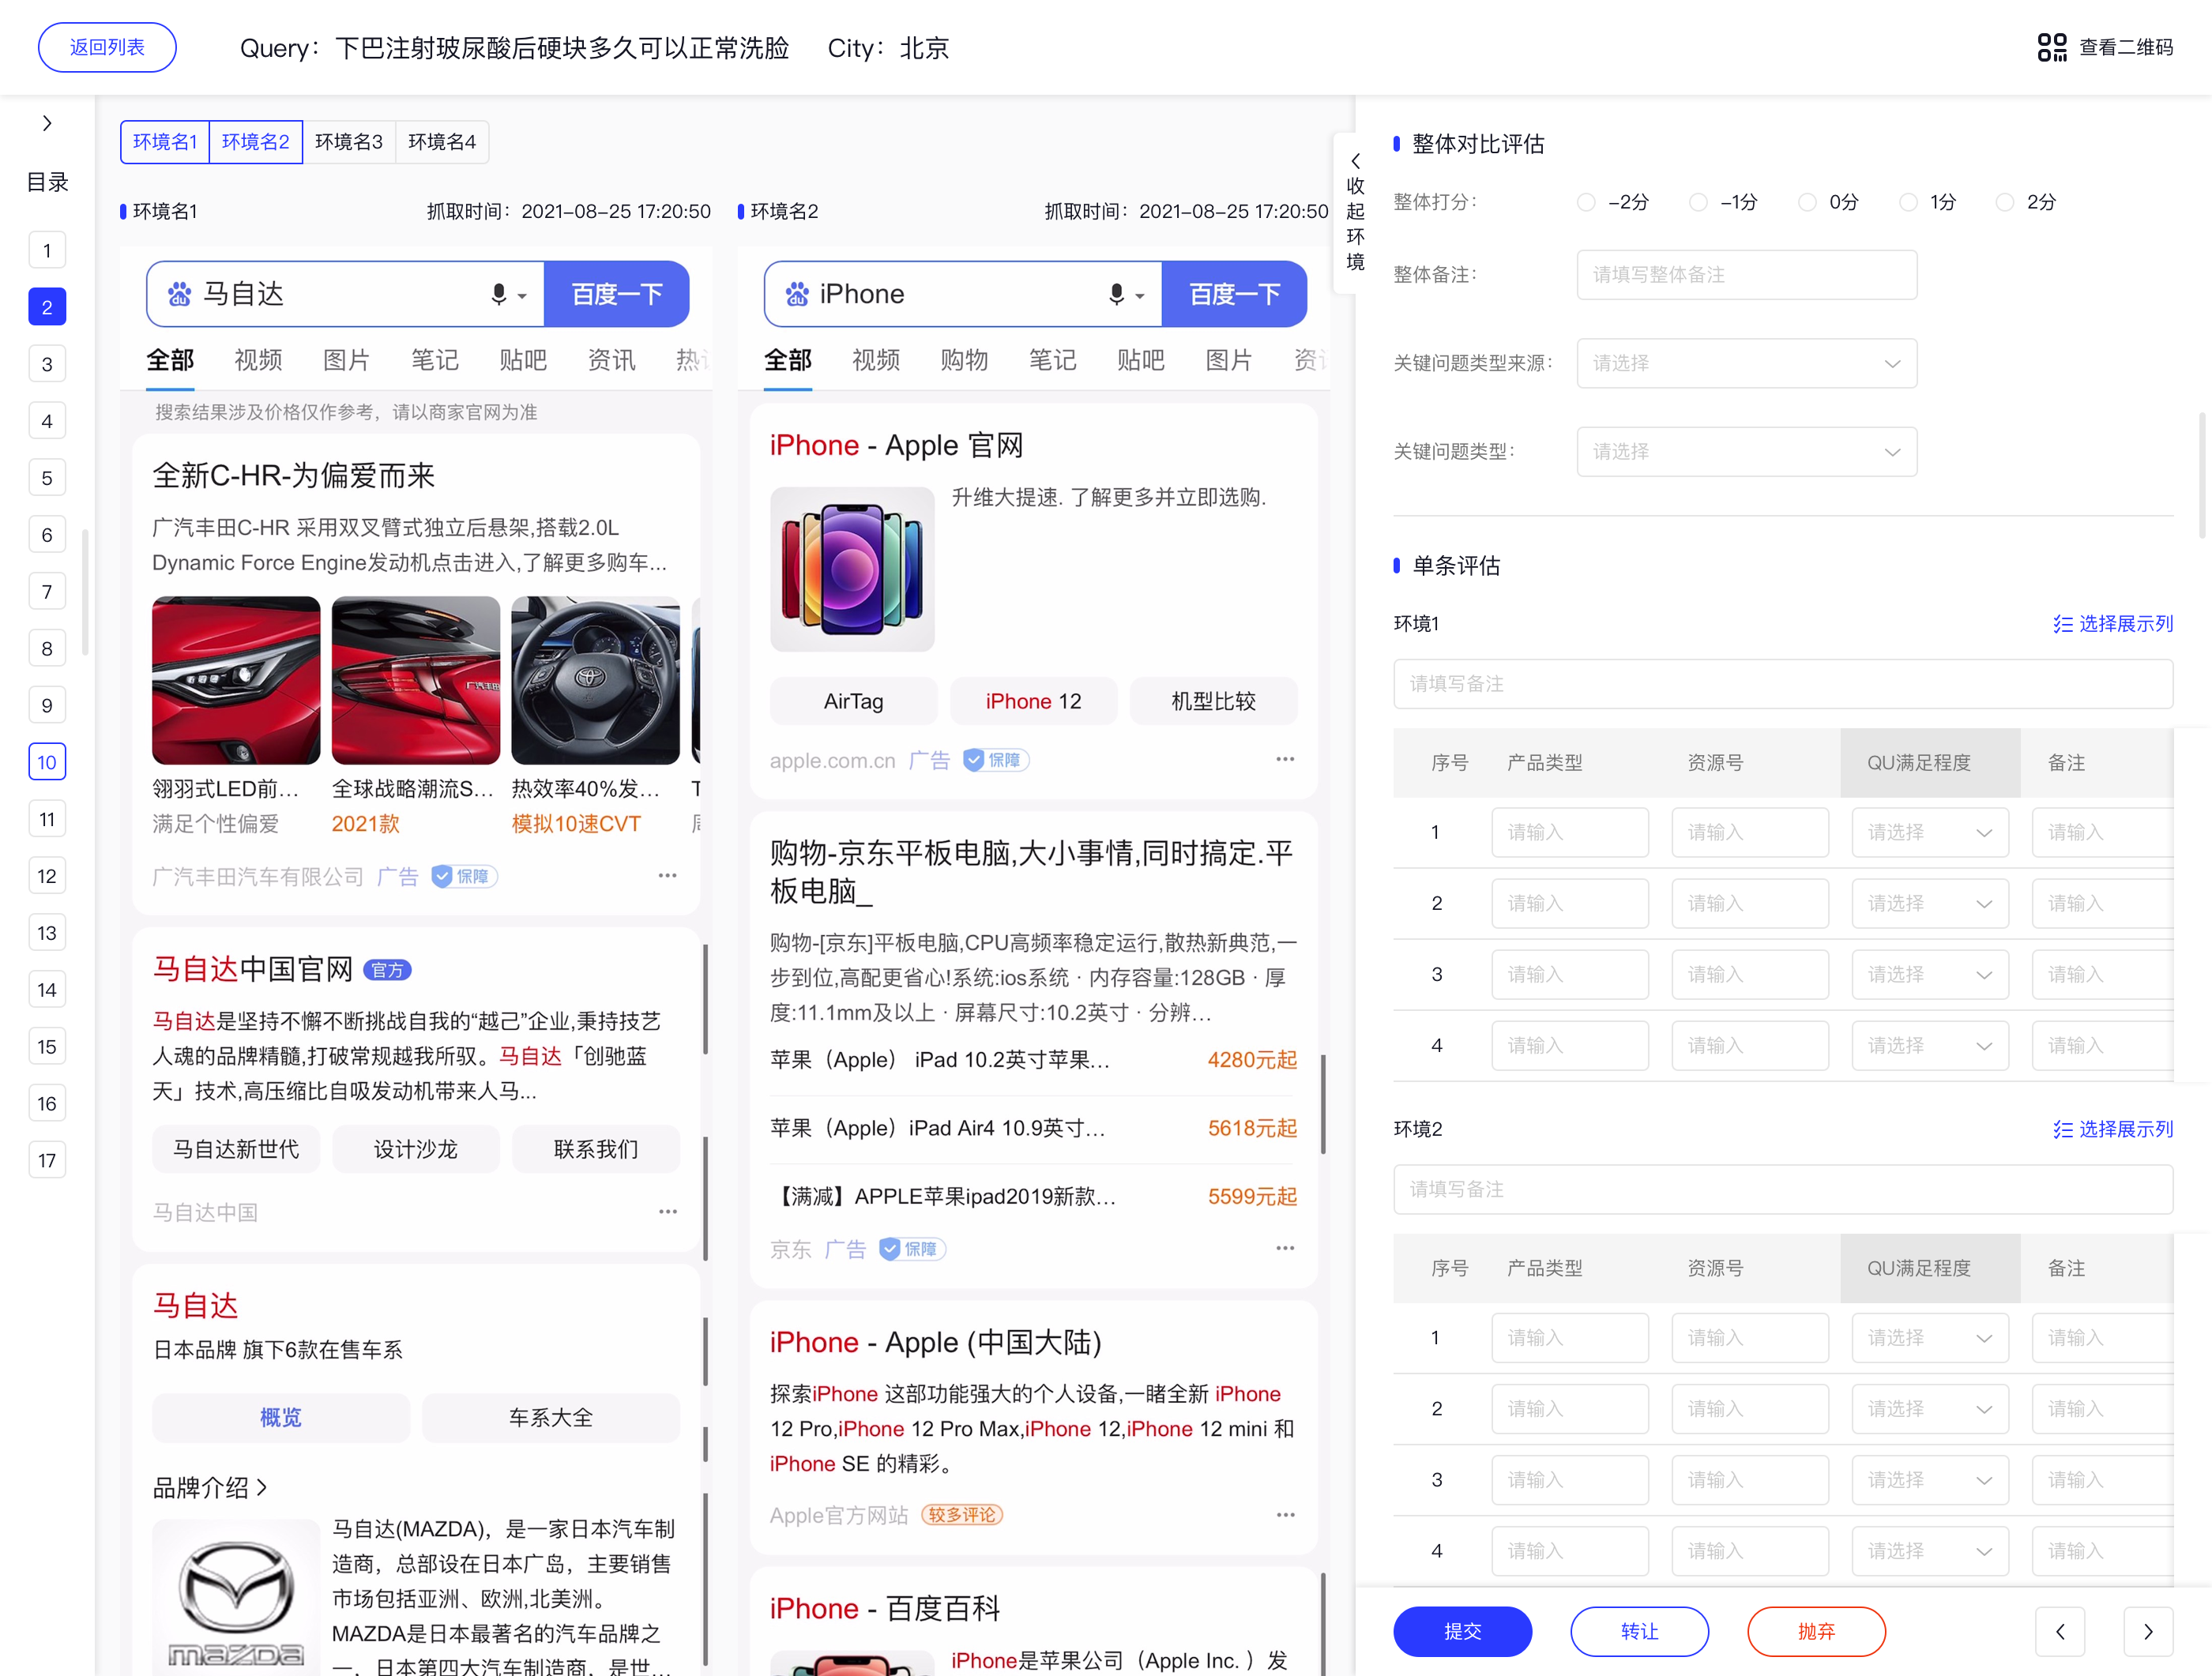 返回列表
Query：下巴注射玻尿酸后硬块多久可以正常洗脸 City：北京
查看二维码
目录
1
2
3
4
5
6
7
8
9
10
11
12
13
14
15
16
17
环境名1 环境名2 环境名3 环境名4
环境名1 抓取时间：2021-08-25 17:20:50
du 马自达 百度一下
全部 视频 图片 笔记 贴吧 资讯
搜索结果涉及价格仅作参考，请以商家官网为准
全新C-HR-为偏爱而来
广汽丰田C-HR 采用双叉臂式独立后悬架,搭载2.0L
Dynamic Force Engine发动机点击进入,了解更多购车...
翎羽式LED前... 全球战略潮流S... 热效率40%发...
满足个性偏爱 2021款 模拟10速CVT
广汽丰田汽车有限公司 广告 保障
马自达中国官网 官方
马自达是坚持不懈不断挑战自我的“越己”企业,秉持技艺
人魂的品牌精髓,打破常规越我所驭。马自达「创驰蓝
天」技术,高压缩比自吸发动机带来人马...
马自达新世代 设计沙龙 联系我们
马自达中国
马自达
日本品牌 旗下6款在售车系
概览 车系大全
品牌介绍
马自达(MAZDA)，是一家日本汽车制
造商，总部设在日本广岛，主要销售
市场包括亚洲、欧洲,北美洲。
MAZDA是日本最著名的汽车品牌之
一，日本第四大汽车制造商，是世...
mazda
环境名2 抓取时间：2021-08-25 17:20:50
du iPhone 百度一下
全部 视频 购物 笔记 贴吧 图片
iPhone - Apple 官网
升维大提速. 了解更多并立即选购.
AirTag iPhone 12 机型比较
apple.com.cn 广告 保障
购物-京东平板电脑,大小事情,同时搞定.平
板电脑_
购物-[京东]平板电脑,CPU高频率稳定运行,散热新典范,一
步到位,高配更省心!系统:ios系统 · 内存容量:128GB · 厚
度:11.1mm及以上 · 屏幕尺寸:10.2英寸 · 分辨...
苹果（Apple） iPad 10.2英寸苹果... 4280元起
苹果（Apple）iPad Air4 10.9英寸... 5618元起
【满减】APPLE苹果ipad2019新款... 5599元起
京东 广告 保障
iPhone - Apple (中国大陆)
探索iPhone 这部功能强大的个人设备,一睹全新 iPhone
12 Pro,iPhone 12 Pro Max,iPhone 12,iPhone 12 mini 和
iPhone SE 的精彩。
Apple官方网站 较多评论
iPhone - 百度百科
iPhone是苹果公司（Apple Inc. ）发
收起环境
整体对比评估
整体打分： -2分 -1分 0分 1分 2分
整体备注： 请填写整体备注
关键问题类型来源： 请选择
关键问题类型： 请选择
单条评估
环境1 选择展示列
请填写备注
序号 产品类型 资源号 QU满足程度 备注
1 请输入 请输入 请选择 请输入
2 请输入 请输入 请选择 请输入
3 请输入 请输入 请选择 请输入
4 请输入 请输入 请选择 请输入
环境2 选择展示列
请填写备注
序号 产品类型 资源号 QU满足程度 备注
1 请输入 请输入 请选择 请输入
2 请输入 请输入 请选择 请输入
3 请输入 请输入 请选择 请输入
4 请输入 请输入 请选择 请输入
提交 转让 抛弃